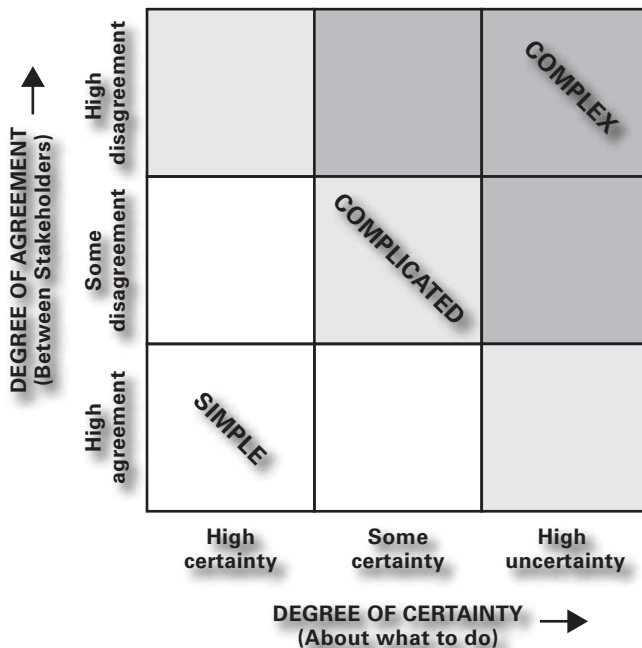 DEGREE OF AGREEMENT
(Between Stakeholders)
High
disagreement
Some
disagreement
High
agreement
COMPLEX
COMPLICATED
SIMPLE
High
certainty
Some
certainty
High
uncertainty
DEGREE OF CERTAINTY
(About what to do)